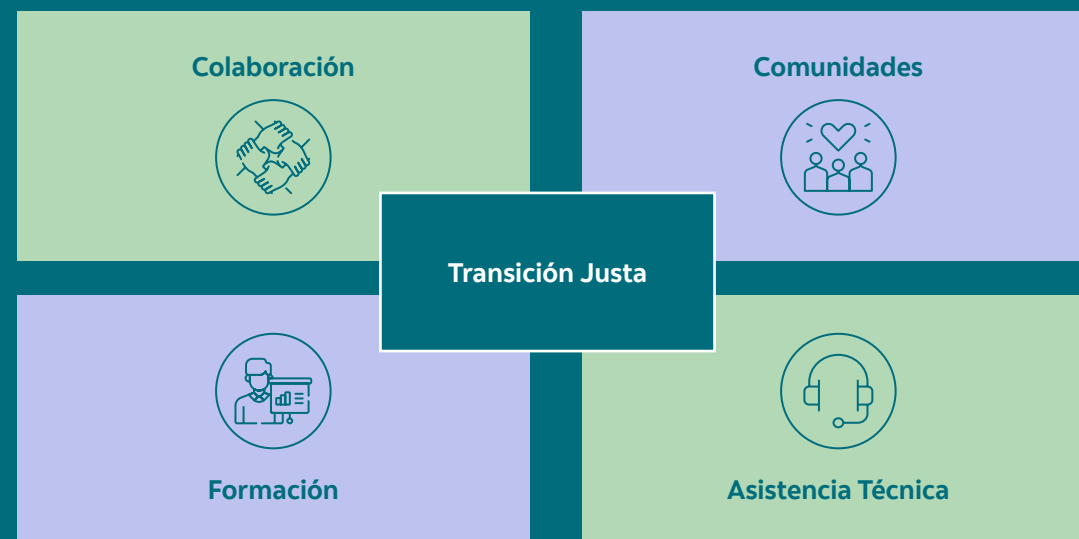 Colaboración
Comunidades
Transición Justa
Formación
Asistencia Técnica